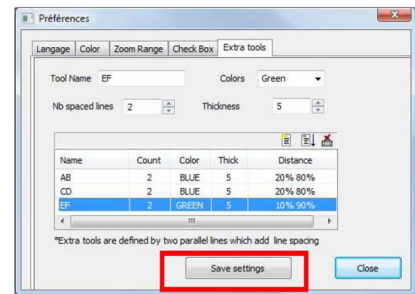 Préférences
Langage Color Zoom Range Check Box Extra tools
Tool Name EF Colors Green
Nb spaced lines 2 Thickness 5
Name Count Color Thick Distance
AB 2 BLUE 5 20% 80%
CD 2 BLUE 5 20% 80%
EF 2 GREEN 5 10% 90%
*Extra tools are defined by two parallel lines which add line spacing
Save settings Close